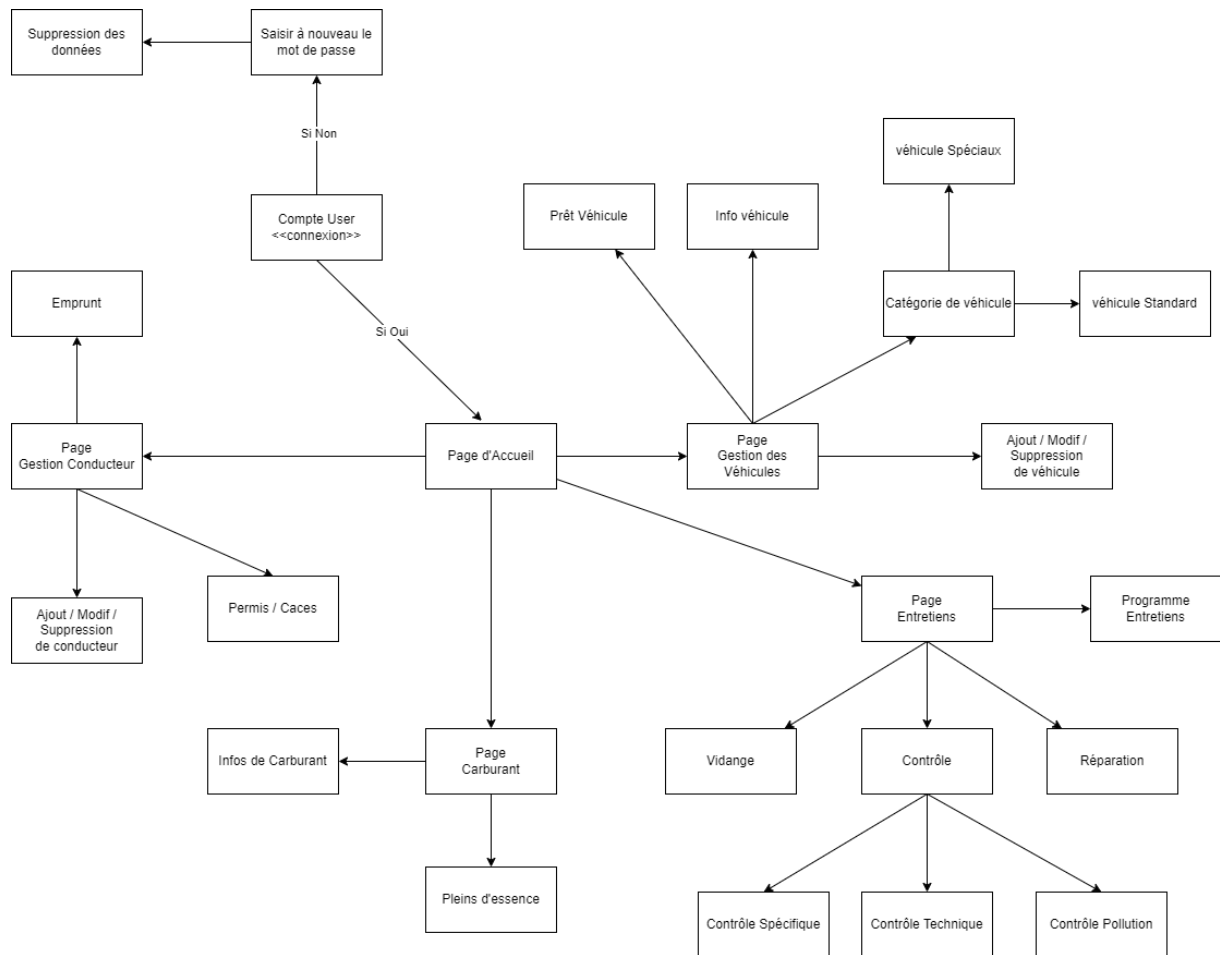 Suppression des
données
Saisir à nouveau le
mot de passe
Si Non
véhicule Spéciaux
Compte User
<<connexion>>
Prêt Véhicule
Info véhicule
Emprunt
Catégorie de véhicule
véhicule Standard
Si Oui
Page
Gestion Conducteur
Page d'Accueil
Page
Gestion des
Véhicules
Ajout / Modif /
Suppression
de véhicule
Ajout / Modif /
Suppression
de conducteur
Permis / Caces
Page
Entretiens
Programme
Entretiens
Infos de Carburant
Page
Carburant
Vidange
Contrôle
Réparation
Pleins d'essence
Contrôle Spécifique
Contrôle Technique
Contrôle Pollution